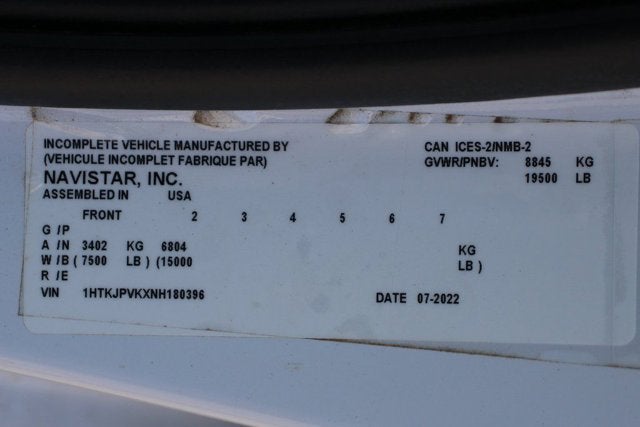 INCOMPLETE VEHICLE MANUFACTURED BY
(VEHICULE INCOMPLET FABRIQUE PAR)
NAVISTAR, INC.
ASSEMBLED IN USA
CAN ICES-2/NMB-2
GVWR/PNBV: 8845 KG
19500 LB
FRONT 2 3 4 5 6 7
G /P
A /N 3402 KG 6804 KG
W/B ( 7500 LB ) (15000 LB )
R /E
VIN 1HTKJPVKXNH180396 DATE 07-2022